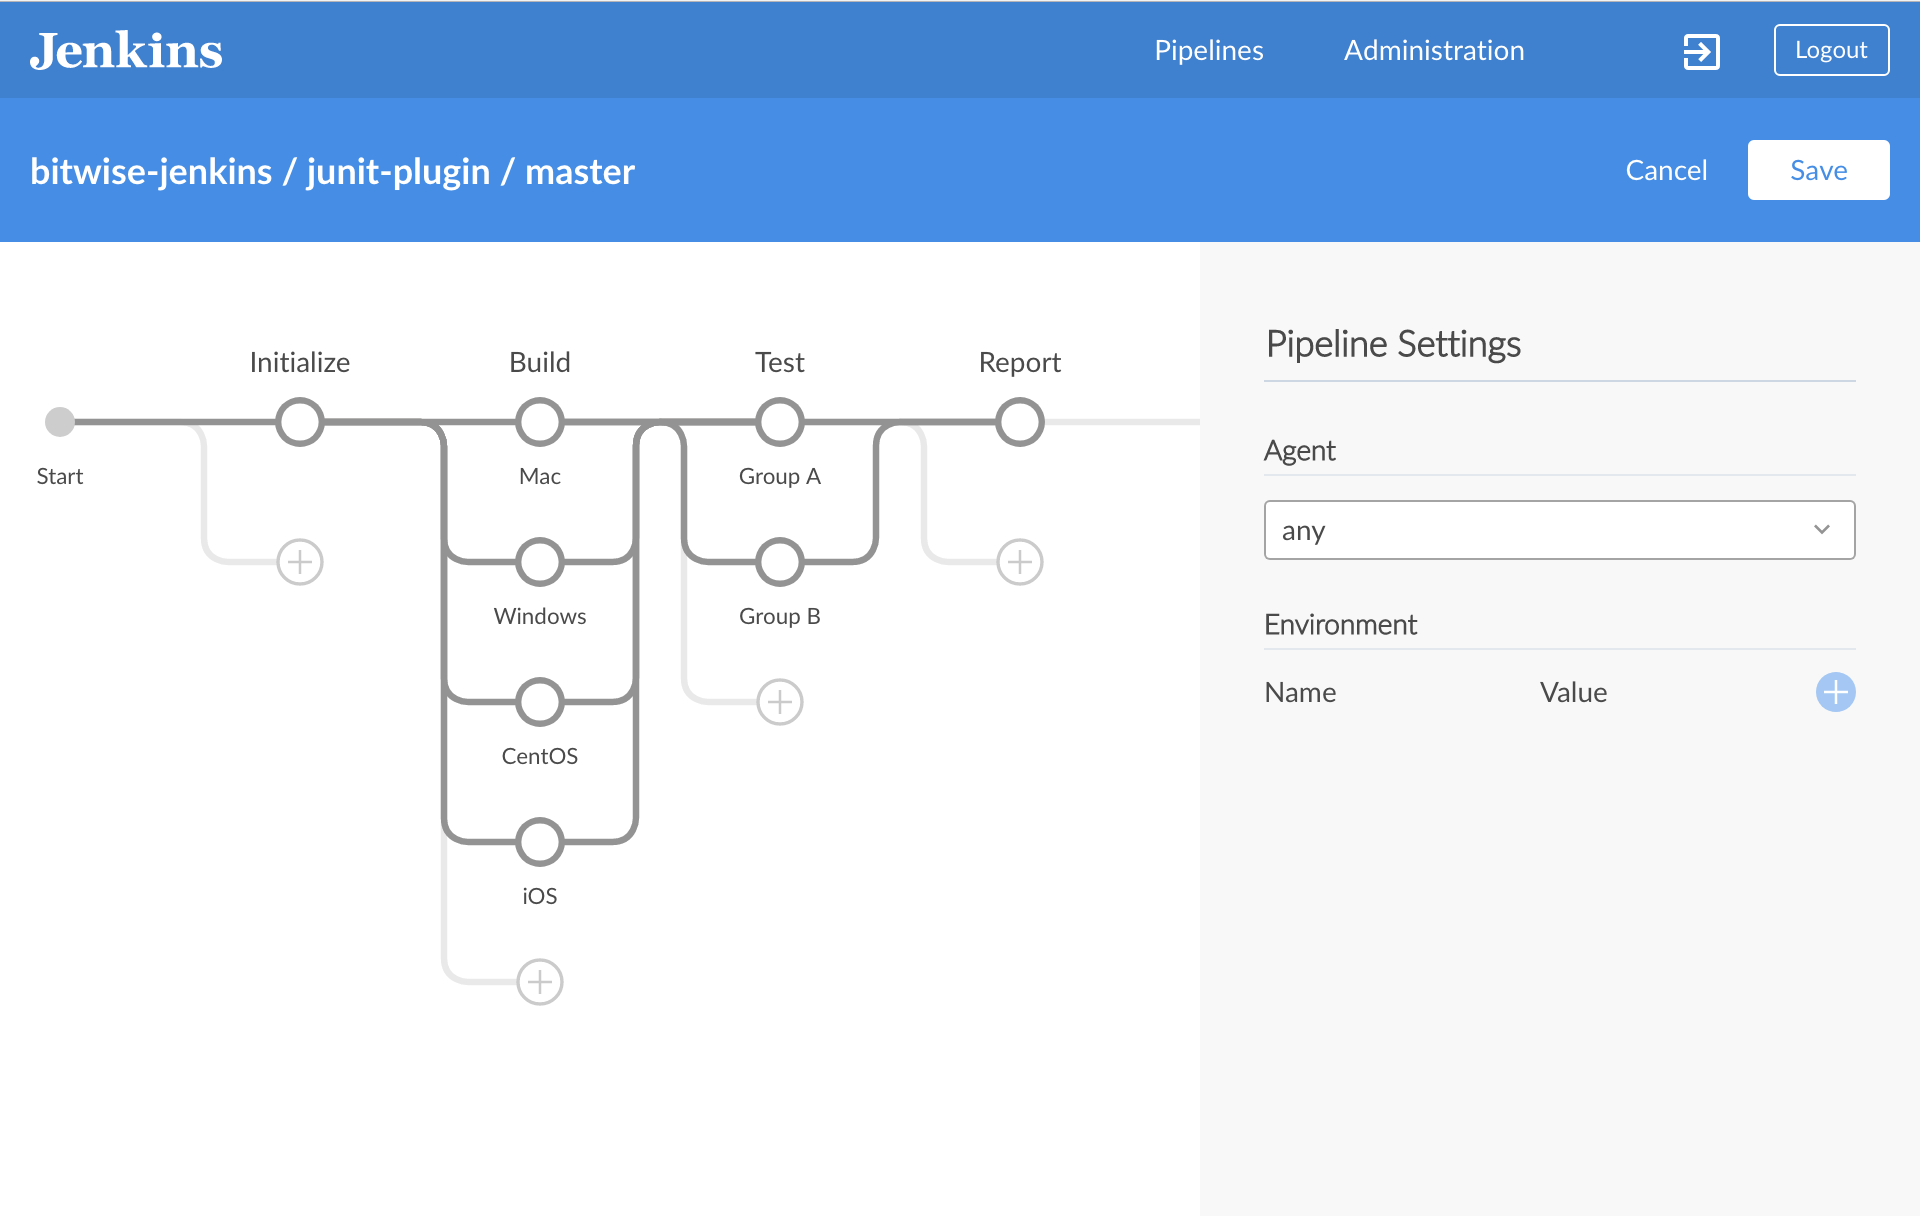 Jenkins
Pipelines
Administration
Logout
bitwise-jenkins / junit-plugin / master
Cancel
Save
Initialize
Build
Test
Report
Start
Mac
Group A
Windows
Group B
CentOS
iOS
Pipeline Settings
Agent
any
Environment
Name
Value